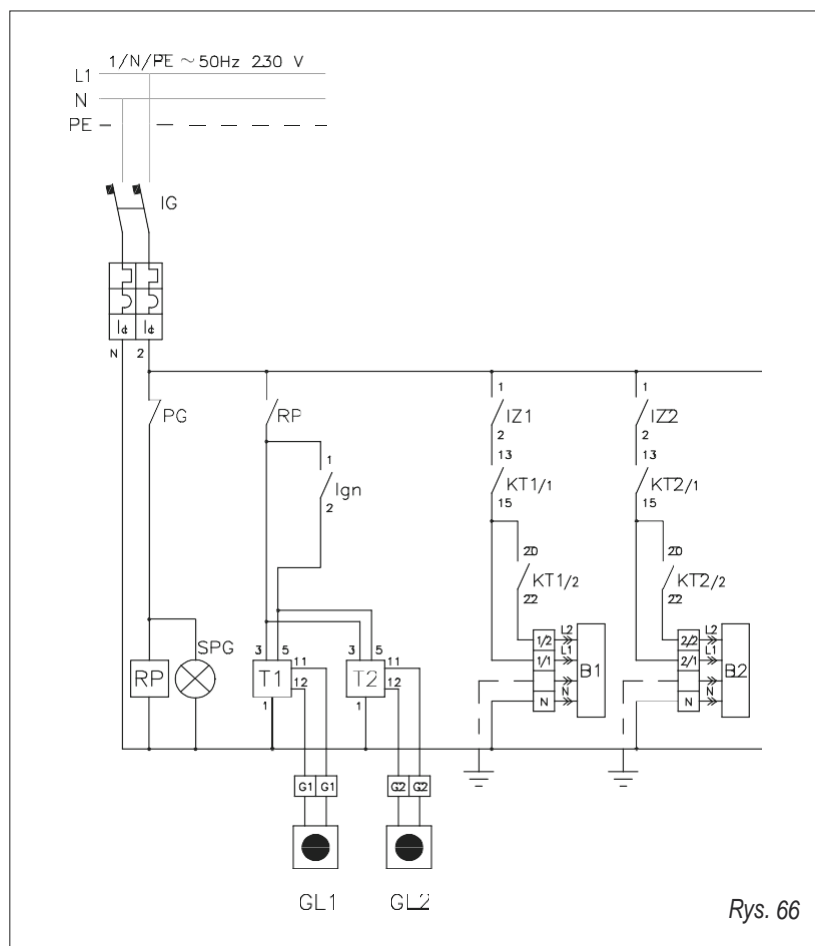 1/N/PE ~ 50Hz 230 V
L1
N
PE
IG
I¢ I¢
N 2
1 1
PG RP IZ1 IZ2
2 2
1 13 13
Ign KT1/1 KT2/1
2 15 15
20 20
KT1/2 KT2/2
22 22
SPG 3 5 3 5 1/2 L2 2/2 L2
RP T1 11 T2 11 1/1 L1 B1 2/1 L1 B2
12 12
1 1 N N N N
G1 G1 G2 G2
GL1 GL2
Rys. 66